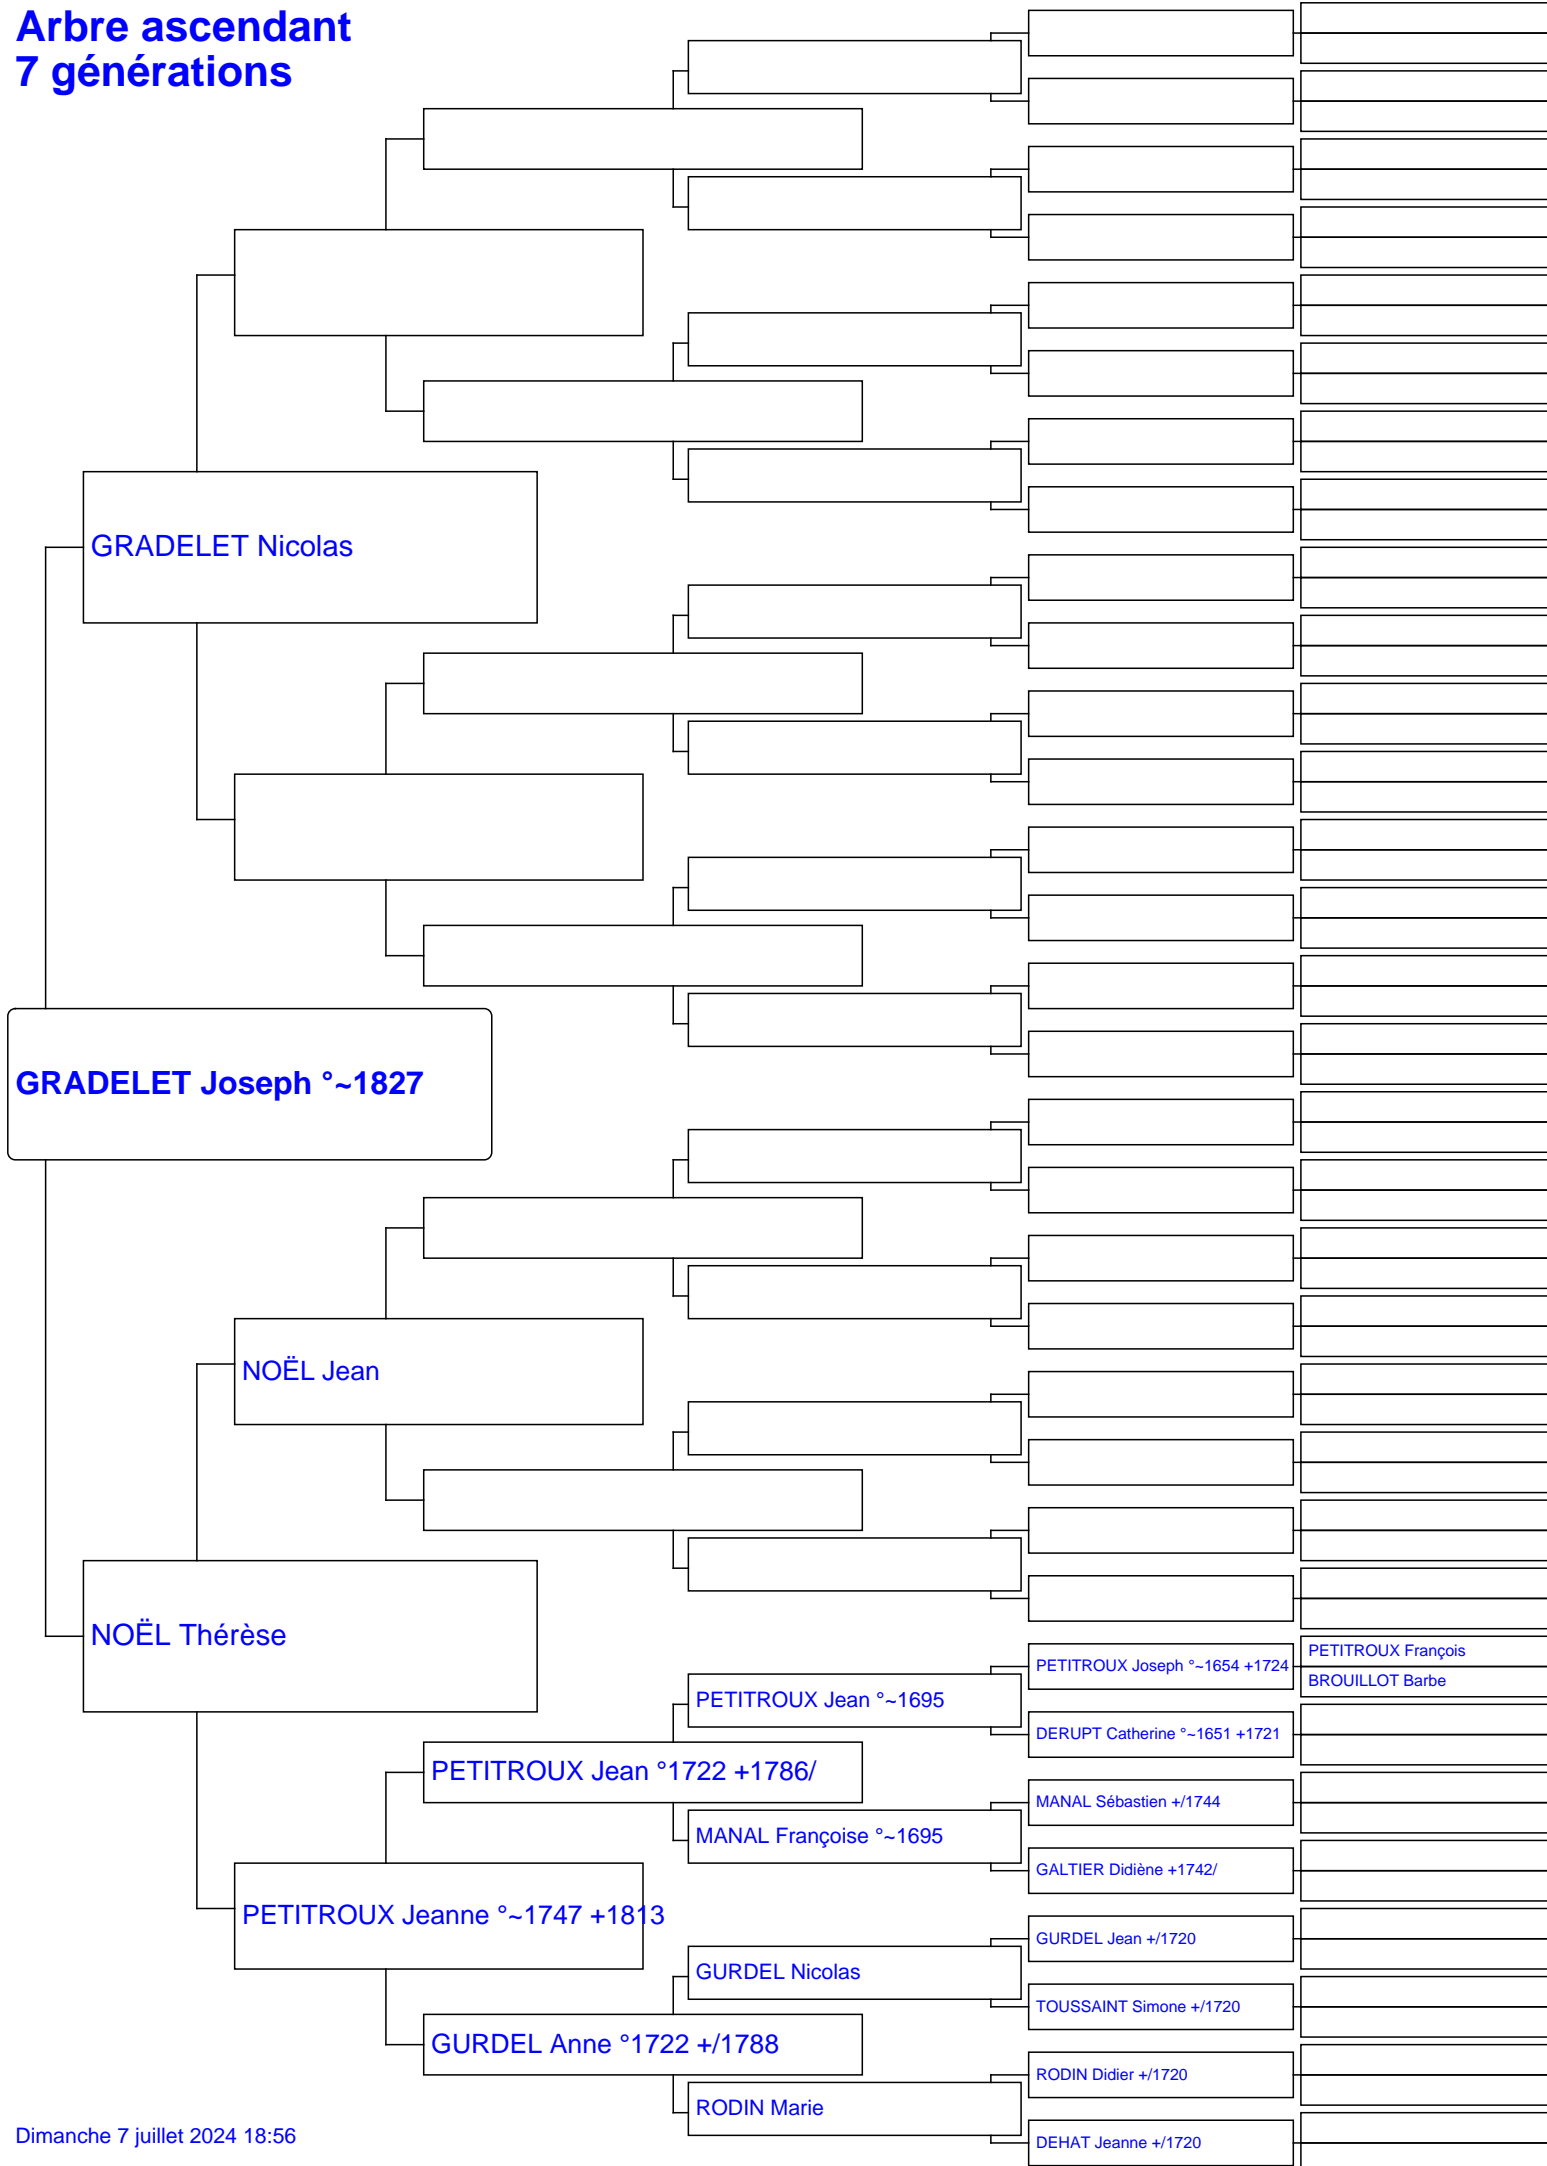 Arbre ascendant
7 générations
GRADELET Nicolas
GRADELET Joseph °~1827
NOËL Jean
NOËL Thérèse
PETITROUX Joseph °~1654 +1724
PETITROUX François
BROUILLOT Barbe
PETITROUX Jean °~1695
DERUPT Catherine °~1651 +1721
PETITROUX Jean °1722 +1786/
MANAL Sébastien +/1744
MANAL Françoise °~1695
GALTIER Didiène +1742/
PETITROUX Jeanne °~1747 +1813
GURDEL Jean +/1720
GURDEL Nicolas
TOUSSAINT Simone +/1720
GURDEL Anne °1722 +/1788
RODIN Didier +/1720
RODIN Marie
DEHAT Jeanne +/1720
Dimanche 7 juillet 2024 18:56